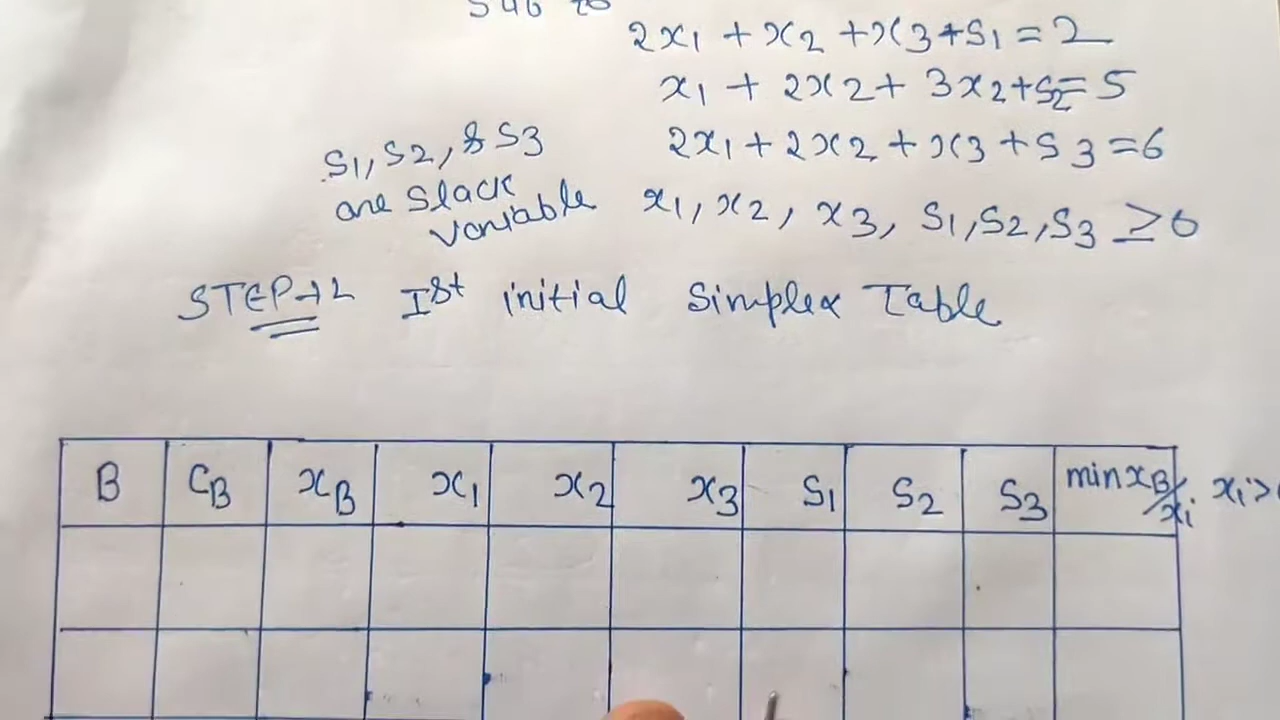 Sub to
2x1 + x2 + x3 + S1 = 2
x1 + 2x2 + 3x2 + S2 = 5
S1, S2, & S3
2x1 + 2x2 + x3 + S3 = 6
are slack
variable
x1, x2, x3, S1, S2, S3 ≥ 0
Ist initial Simplex Table
B CB xB x1 x2 x3 S1 S2 S3 min xB/xi xi>